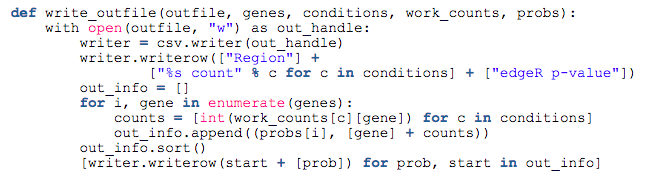 def write_outfile(outfile, genes, conditions, work_counts, probs):
    with open(outfile, "w") as out_handle:
        writer = csv.writer(out_handle)
        writer.writerow(["Region"] +
                ["%s count" % c for c in conditions] + ["edgeR p-value"])
        out_info = []
        for i, gene in enumerate(genes):
            counts = [int(work_counts[c][gene]) for c in conditions]
            out_info.append((probs[i], [gene] + counts))
        out_info.sort()
        [writer.writerow(start + [prob]) for prob, start in out_info]